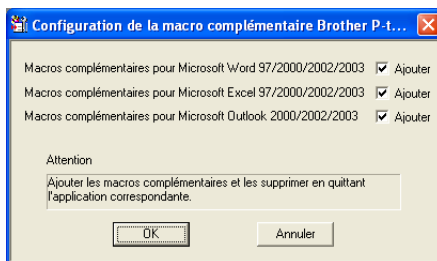 Configuration de la macro complémentaire Brother P-t...
Macros complémentaires pour Microsoft Word 97/2000/2002/2003 Ajouter
Macros complémentaires pour Microsoft Excel 97/2000/2002/2003 Ajouter
Macros complémentaires pour Microsoft Outlook 2000/2002/2003 Ajouter
Attention
Ajouter les macros complémentaires et les supprimer en quittant
l'application correspondante.
OK Annuler